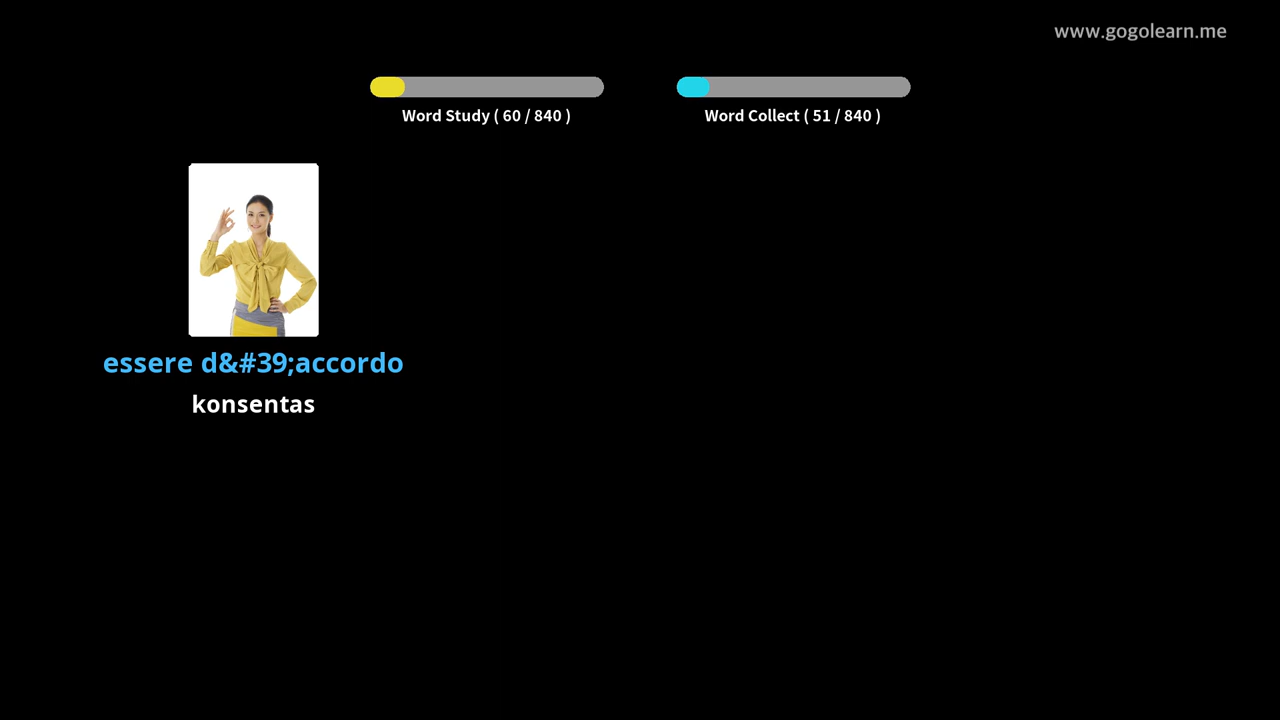 www.gogolearn.me
Word Study ( 60 / 840 )
Word Collect ( 51 / 840 )
essere d&#39;accordo
konsentas